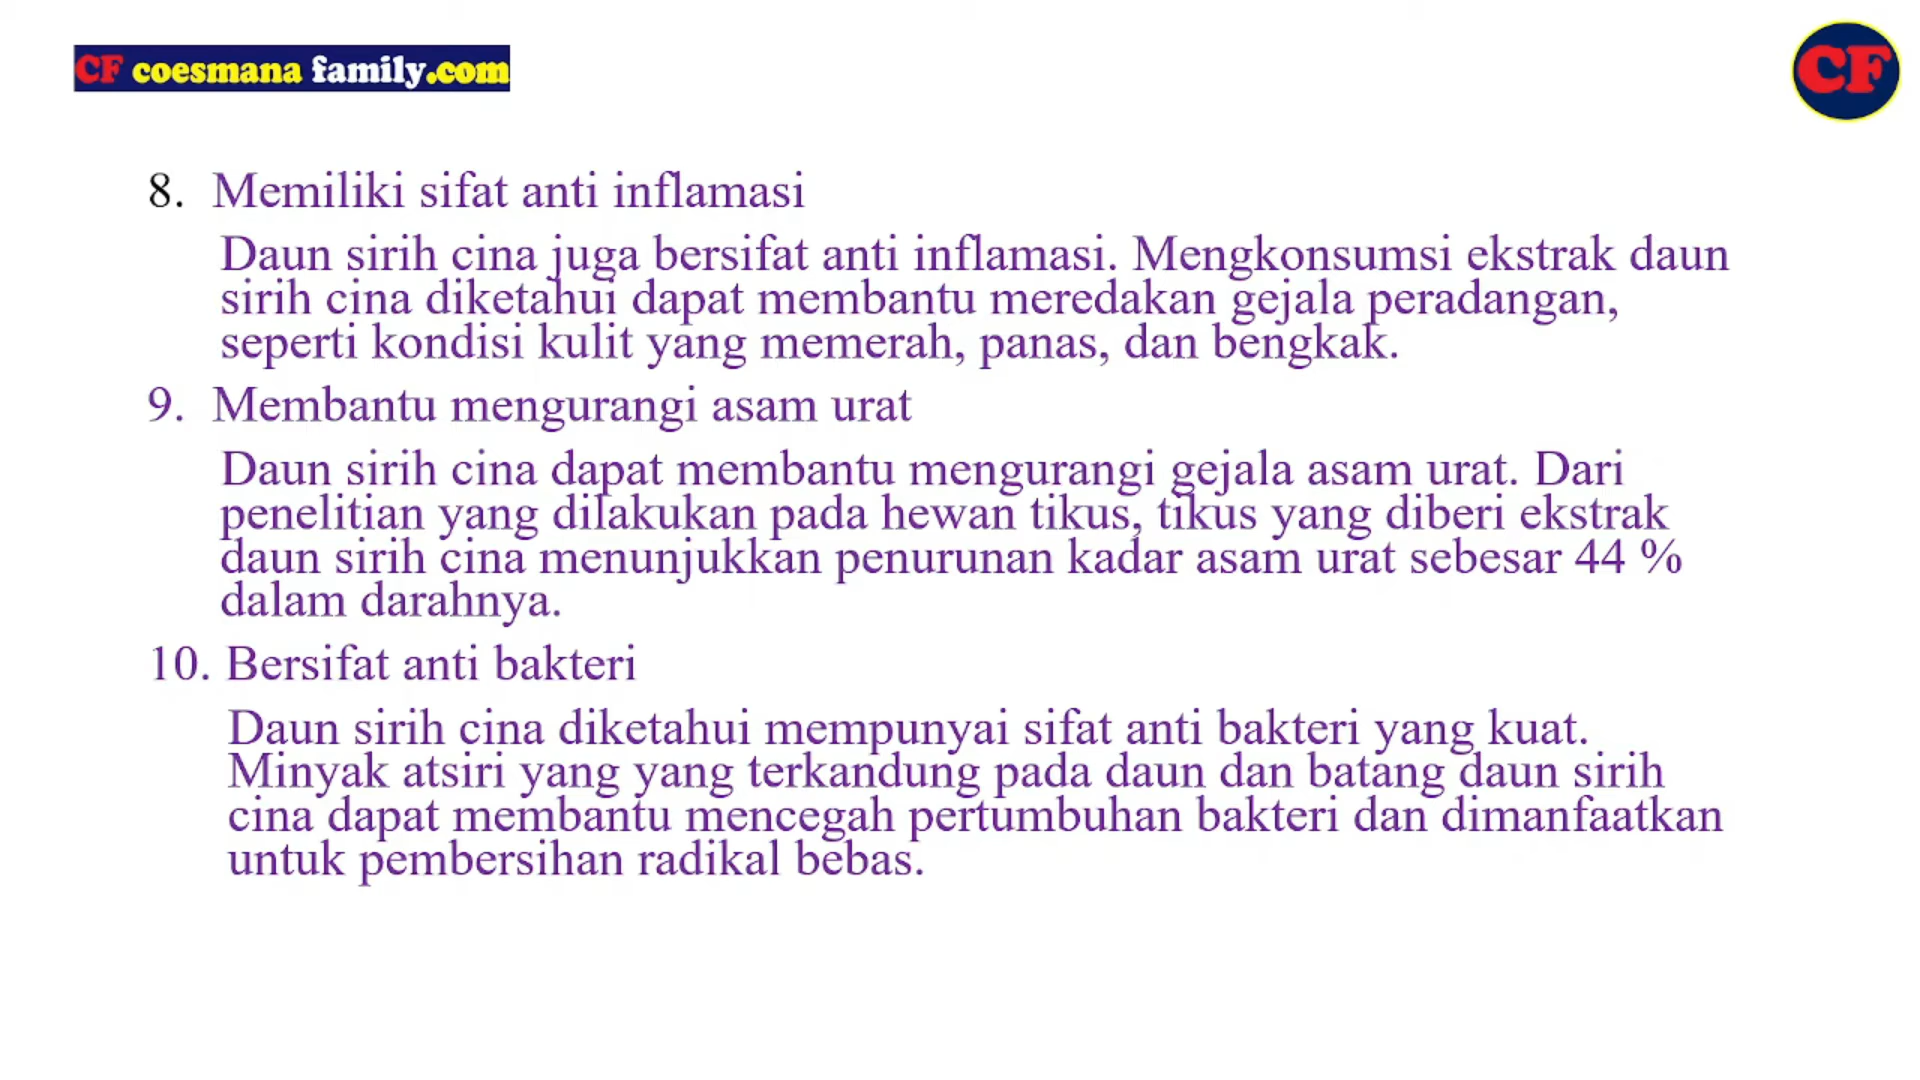 CF coesmana family.com
CF
8. Memiliki sifat anti inflamasi
Daun sirih cina juga bersifat anti inflamasi. Mengkonsumsi ekstrak daun
sirih cina diketahui dapat membantu meredakan gejala peradangan,
seperti kondisi kulit yang memerah, panas, dan bengkak.
9. Membantu mengurangi asam urat
Daun sirih cina dapat membantu mengurangi gejala asam urat. Dari
penelitian yang dilakukan pada hewan tikus, tikus yang diberi ekstrak
daun sirih cina menunjukkan penurunan kadar asam urat sebesar 44 %
dalam darahnya.
10. Bersifat anti bakteri
Daun sirih cina diketahui mempunyai sifat anti bakteri yang kuat.
Minyak atsiri yang yang terkandung pada daun dan batang daun sirih
cina dapat membantu mencegah pertumbuhan bakteri dan dimanfaatkan
untuk pembersihan radikal bebas.